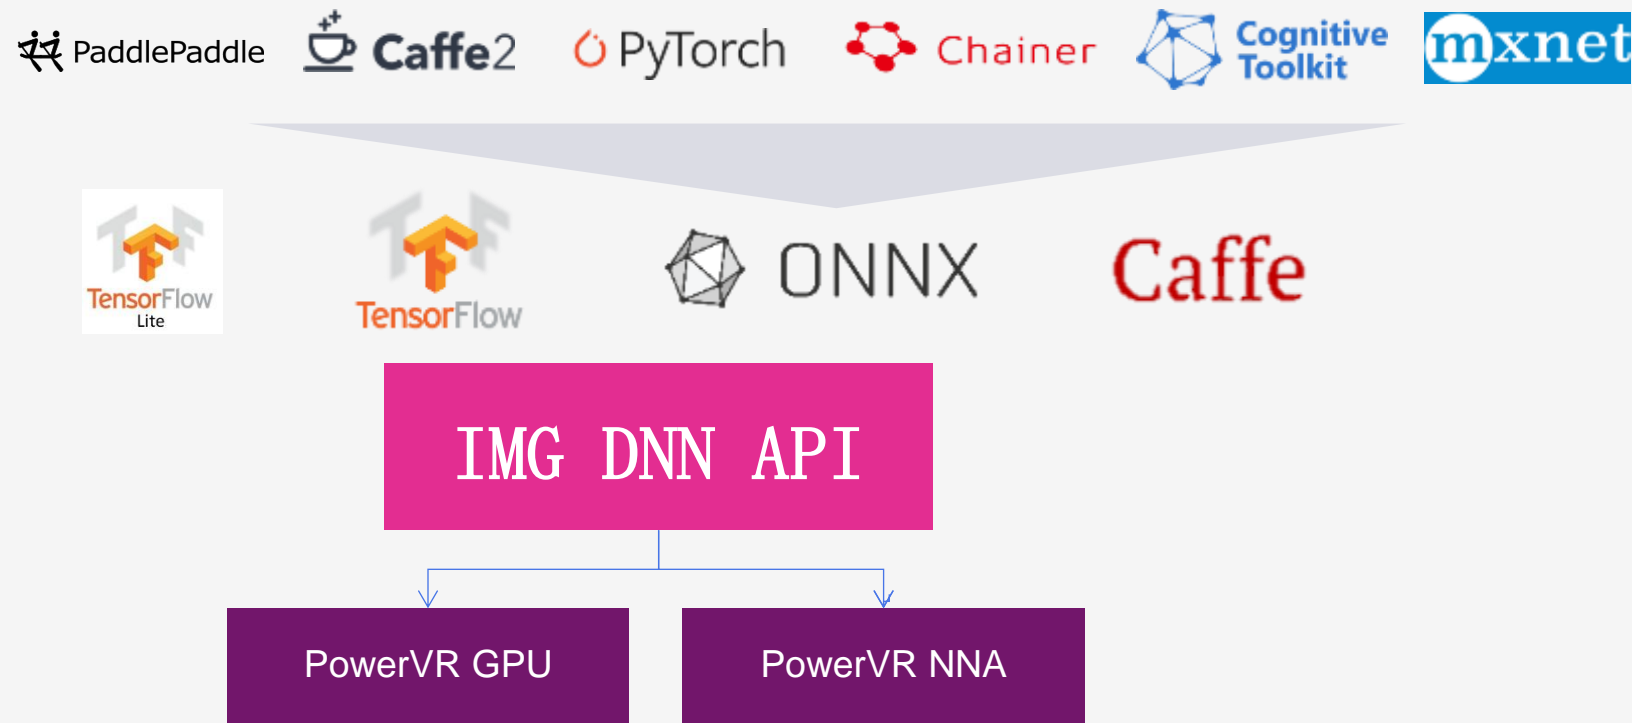 PaddlePaddle
Caffe2
PyTorch
Chainer
Cognitive
Toolkit
mxnet
TensorFlow
Lite
TensorFlow
ONNX
Caffe
IMG DNN API
PowerVR GPU
PowerVR NNA